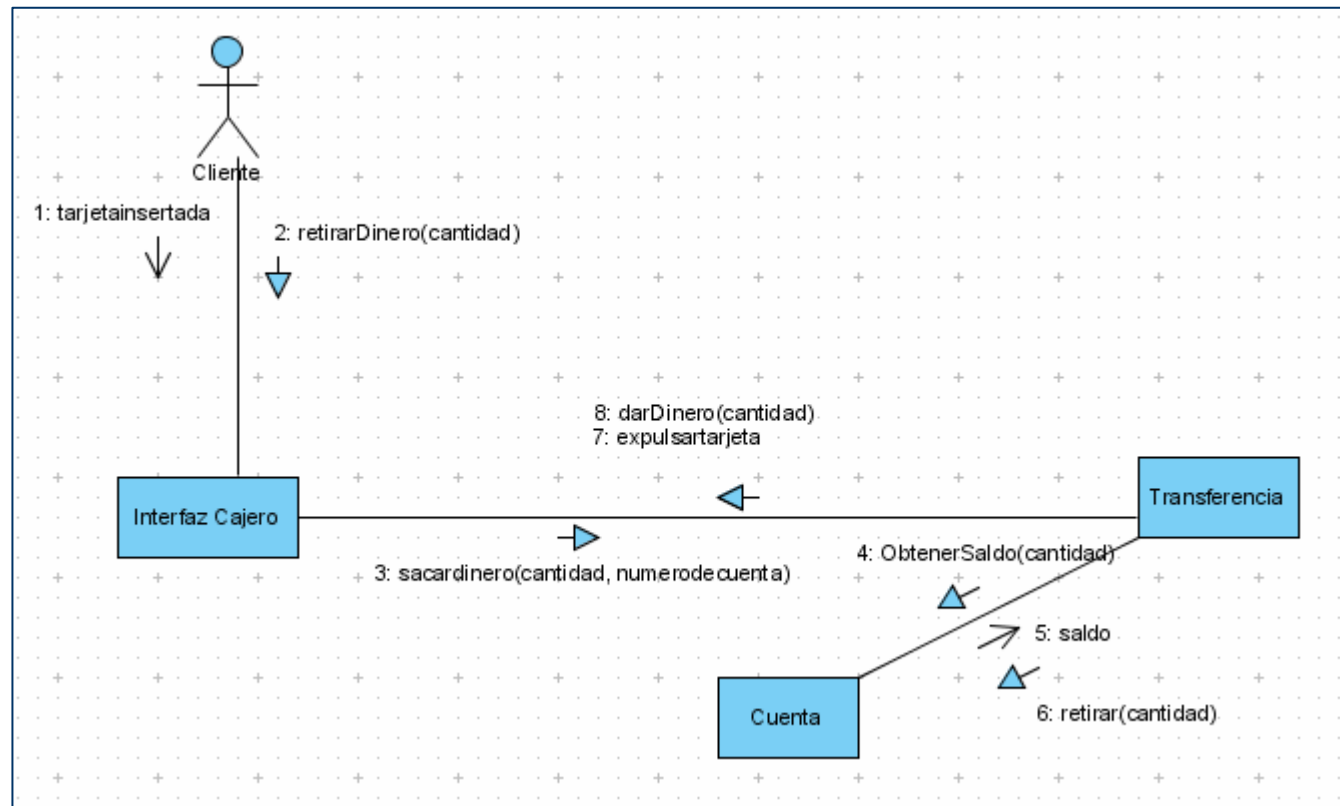 Cliente
1: tarjetainsertada
2: retirarDinero(cantidad)
8: darDinero(cantidad)
7: expulsartarjeta
Interfaz Cajero
Transferencia
3: sacardinero(cantidad, numerodecuenta)
4: ObtenerSaldo(cantidad)
5: saldo
Cuenta
6: retirar(cantidad)